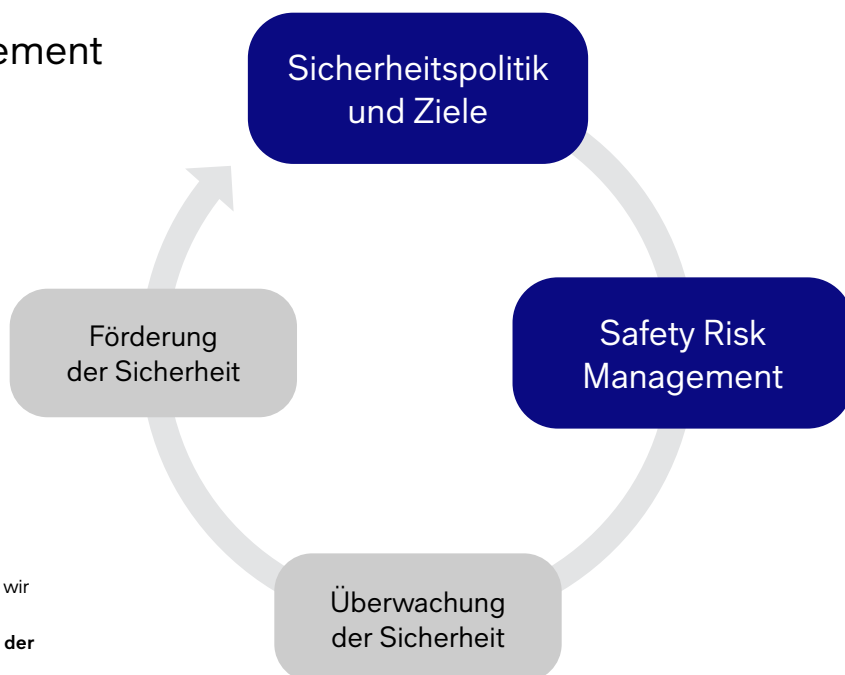 ement
Sicherheitspolitik
und Ziele
Safety Risk
Management
Förderung
der Sicherheit
wir
der
Überwachung
der Sicherheit